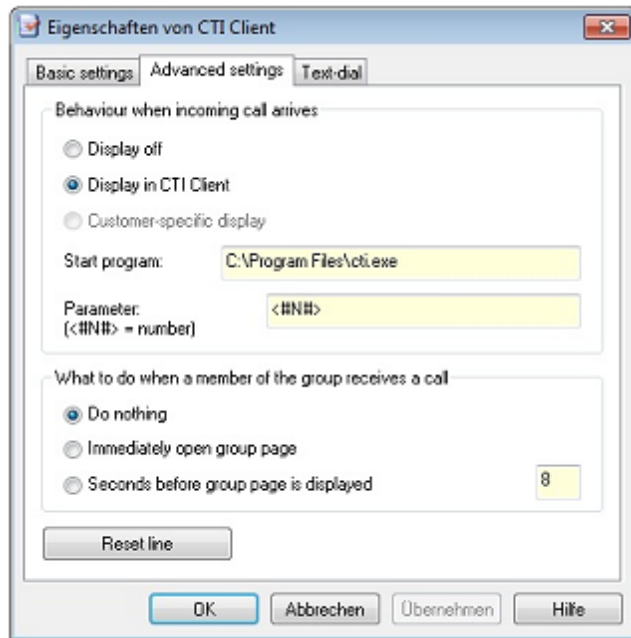 Eigenschaften von CTI Client
Basic settings Advanced settings Text-dial
Behaviour when incoming call arrives
Display off
Display in CTI Client
Customer-specific display
Start program: C:\Program Files\cti.exe
Parameter: <#N#>
(<#N#> = number)
What to do when a member of the group receives a call
Do nothing
Immediately open group page
Seconds before group page is displayed 8
Reset line
OK Abbrechen Übernehmen Hilfe